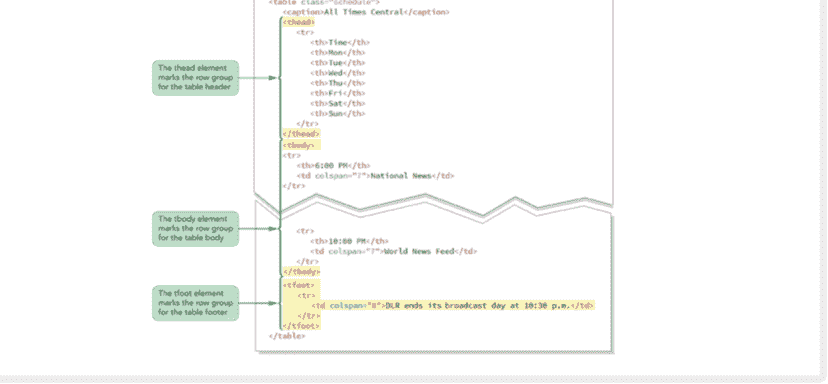 <table class="schedule">
<caption>All Times Central</caption>
<thead>
<tr>
<th>Time</th>
<th>Mon</th>
<th>Tue</th>
<th>Wed</th>
<th>Thu</th>
<th>Fri</th>
<th>Sat</th>
<th>Sun</th>
</tr>
</thead>
<tbody>
<tr>
<th>6:00 PM</th>
<td colspan="7">National News</td>
</tr>
<tr>
<th>10:00 PM</th>
<td colspan="7">World News Feed</td>
</tr>
</tbody>
<tfoot>
<tr>
<td colspan="8">DLR ends its broadcast day at 10:30 p.m.</td>
</tr>
</tfoot>
</table>
The thead element
marks the row group
for the table header
The tbody element
marks the row group
for the table body
The tfoot element
marks the row group
for the table footer